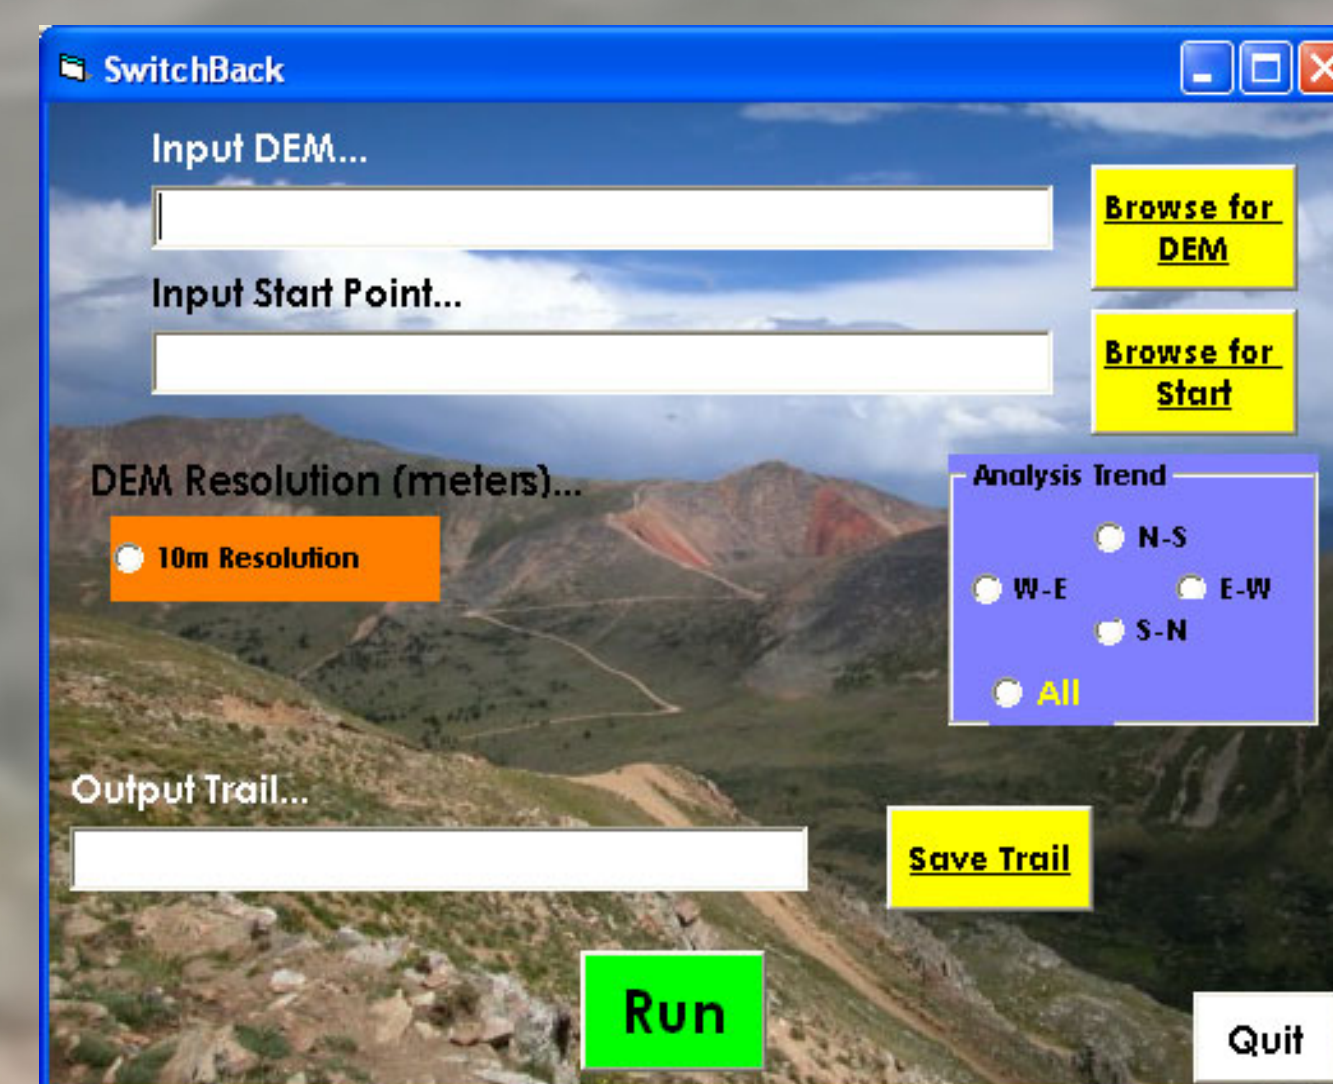 SwitchBack
Input DEM...
Browse for
DEM
Input Start Point...
Browse for
Start
DEM Resolution (meters)...
10m Resolution
Analysis Trend
N-S
W-E
E-W
S-N
All
Output Trail...
Save Trail
Run
Quit